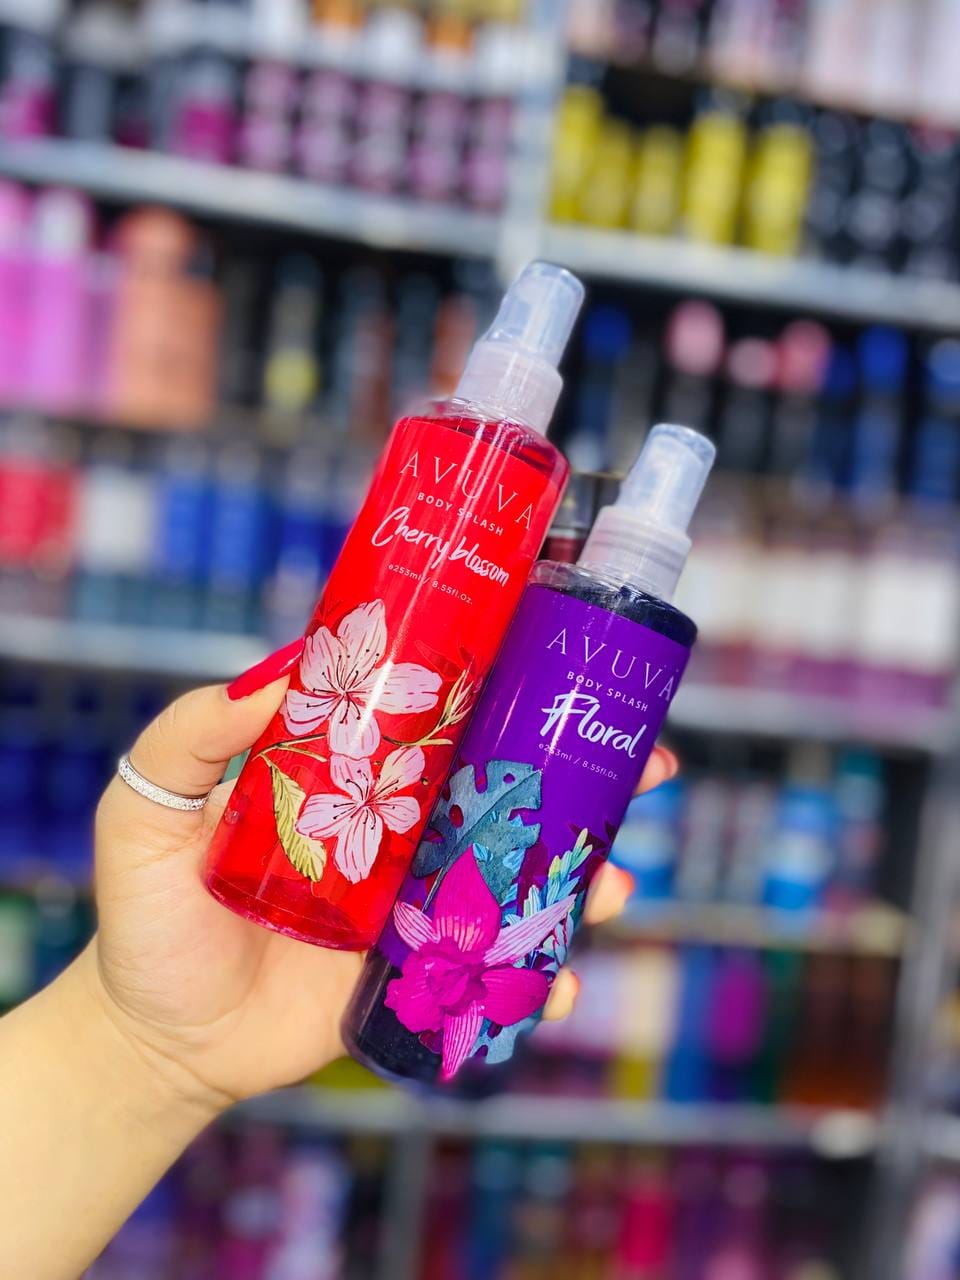 AVUVA
BODY SPLASH
Cherry blossom
e253ml / 8.55fl.Oz.
AVUVA
BODY SPLASH
Floral
e253ml / 8.55fl.Oz.